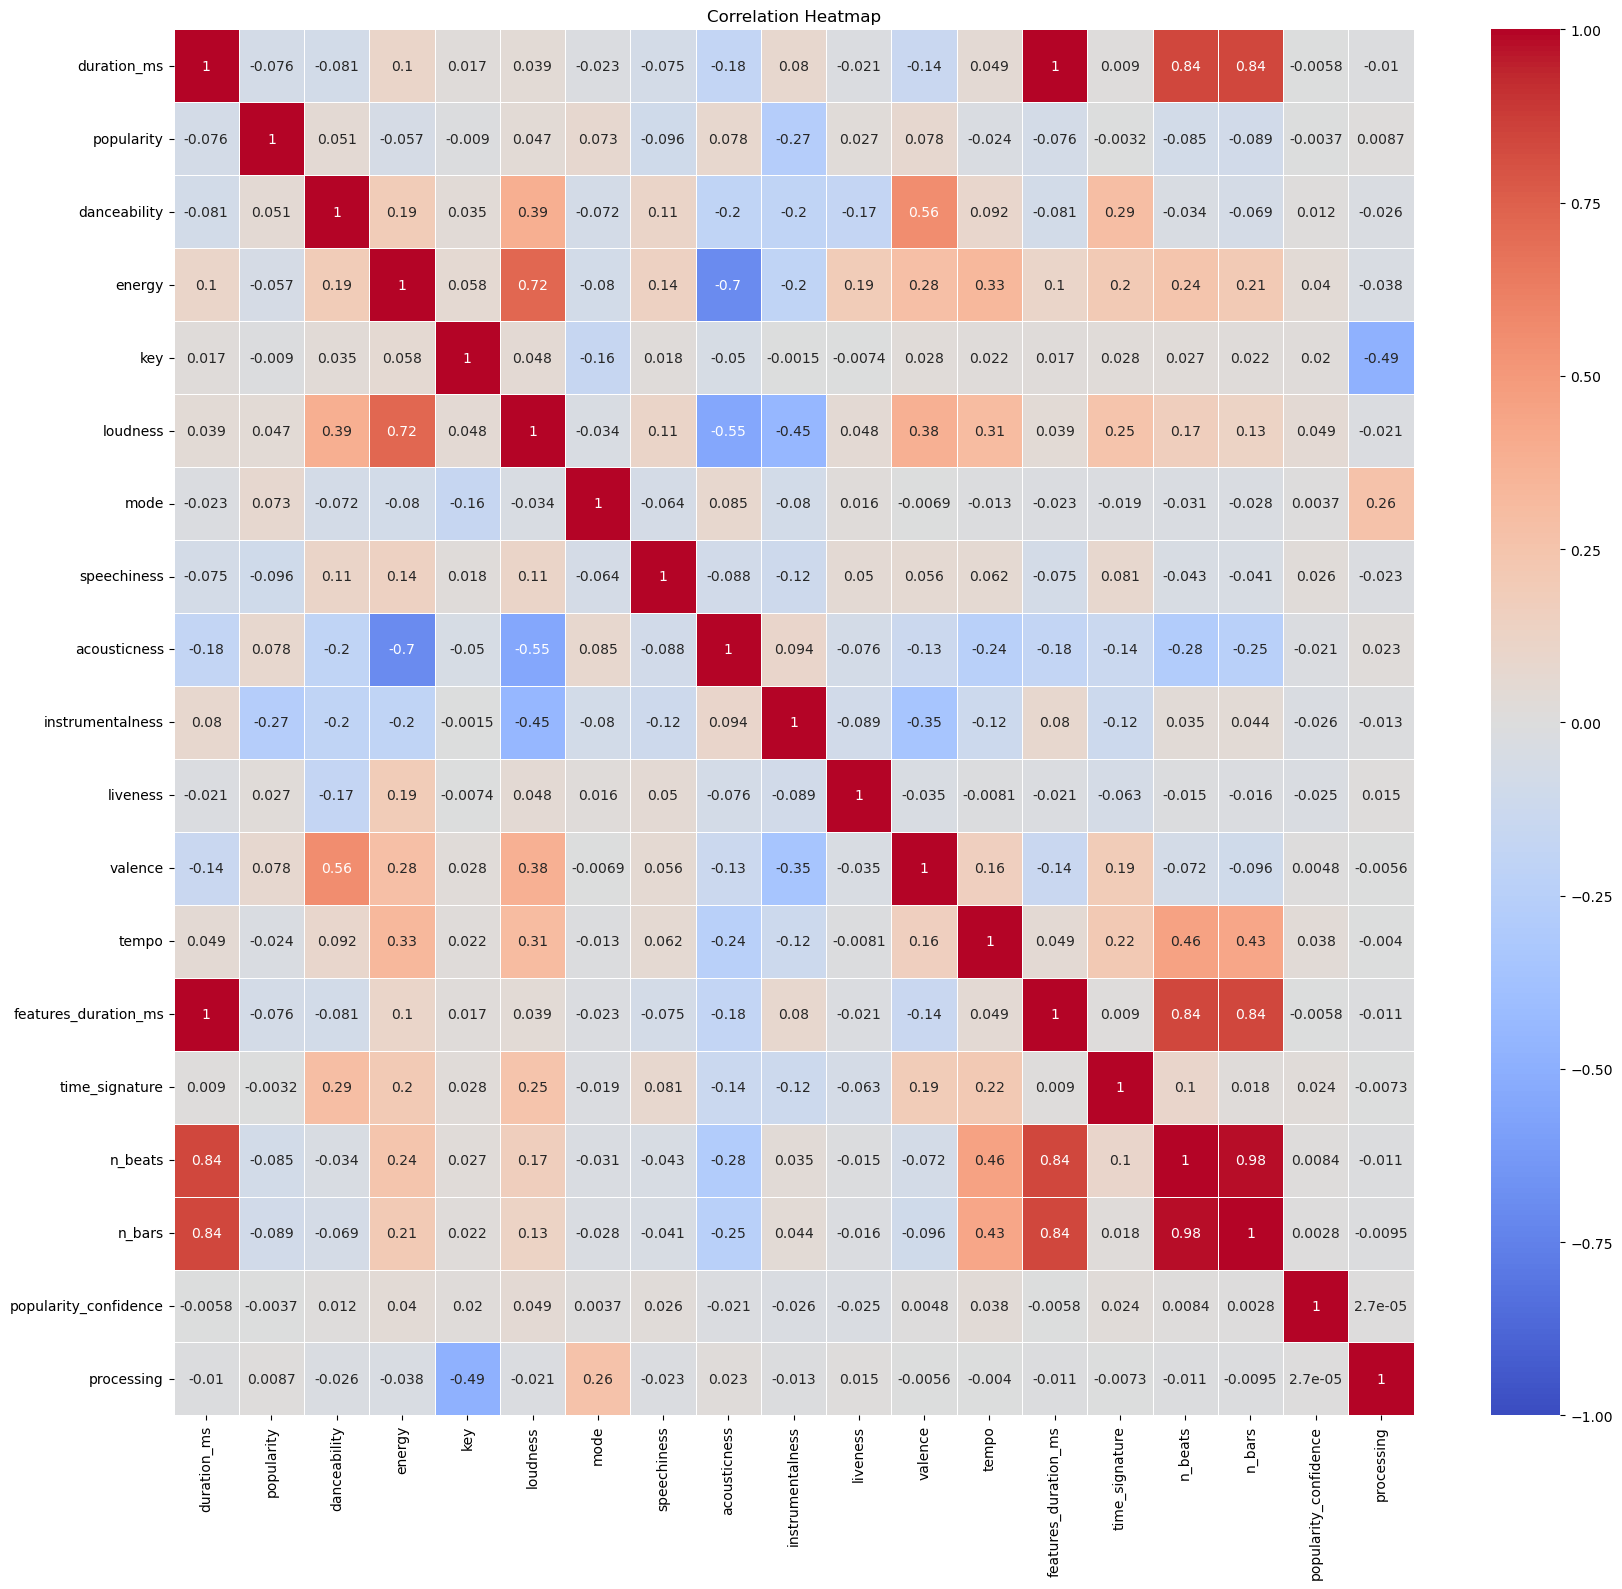 Correlation Heatmap
duration_ms 1 -0.076 -0.081 0.1 0.017 0.039 -0.023 -0.075 -0.18 0.08 -0.021 -0.14 0.049 1 0.009 0.84 0.84 -0.0058 -0.01
popularity -0.076 1 0.051 -0.057 -0.009 0.047 0.073 -0.096 0.078 -0.27 0.027 0.078 -0.024 -0.076 -0.0032 -0.085 -0.089 -0.0037 0.0087
danceability -0.081 0.051 1 0.19 0.035 0.39 -0.072 0.11 -0.2 -0.2 -0.17 0.56 0.092 -0.081 0.29 -0.034 -0.069 0.012 -0.026
energy 0.1 -0.057 0.19 1 0.058 0.72 -0.08 0.14 -0.7 -0.2 0.19 0.28 0.33 0.1 0.2 0.24 0.21 0.04 -0.038
key 0.017 -0.009 0.035 0.058 1 0.048 -0.16 0.018 -0.05 -0.0015 -0.0074 0.028 0.022 0.017 0.028 0.027 0.022 0.02 -0.49
loudness 0.039 0.047 0.39 0.72 0.048 1 -0.034 0.11 -0.55 -0.45 0.048 0.38 0.31 0.039 0.25 0.17 0.13 0.049 -0.021
mode -0.023 0.073 -0.072 -0.08 -0.16 -0.034 1 -0.064 0.085 -0.08 0.016 -0.0069 -0.013 -0.023 -0.019 -0.031 -0.028 0.0037 0.26
speechiness -0.075 -0.096 0.11 0.14 0.018 0.11 -0.064 1 -0.088 -0.12 0.05 0.056 0.062 -0.075 0.081 -0.043 -0.041 0.026 -0.023
acousticness -0.18 0.078 -0.2 -0.7 -0.05 -0.55 0.085 -0.088 1 0.094 -0.076 -0.13 -0.24 -0.18 -0.14 -0.28 -0.25 -0.021 0.023
instrumentalness 0.08 -0.27 -0.2 -0.2 -0.0015 -0.45 -0.08 -0.12 0.094 1 -0.089 -0.35 -0.12 0.08 -0.12 0.035 0.044 -0.026 -0.013
liveness -0.021 0.027 -0.17 0.19 -0.0074 0.048 0.016 0.05 -0.076 -0.089 1 -0.035 -0.0081 -0.021 -0.063 -0.015 -0.016 -0.025 0.015
valence -0.14 0.078 0.56 0.28 0.028 0.38 -0.0069 0.056 -0.13 -0.35 -0.035 1 0.16 -0.14 0.19 -0.072 -0.096 0.0048 -0.0056
tempo 0.049 -0.024 0.092 0.33 0.022 0.31 -0.013 0.062 -0.24 -0.12 -0.0081 0.16 1 0.049 0.22 0.46 0.43 0.038 -0.004
features_duration_ms 1 -0.076 -0.081 0.1 0.017 0.039 -0.023 -0.075 -0.18 0.08 -0.021 -0.14 0.049 1 0.009 0.84 0.84 -0.0058 -0.011
time_signature 0.009 -0.0032 0.29 0.2 0.028 0.25 -0.019 0.081 -0.14 -0.12 -0.063 0.19 0.22 0.009 1 0.1 0.018 0.024 -0.0073
n_beats 0.84 -0.085 -0.034 0.24 0.027 0.17 -0.031 -0.043 -0.28 0.035 -0.015 -0.072 0.46 0.84 0.1 1 0.98 0.0084 -0.011
n_bars 0.84 -0.089 -0.069 0.21 0.022 0.13 -0.028 -0.041 -0.25 0.044 -0.016 -0.096 0.43 0.84 0.018 0.98 1 0.0028 -0.0095
popularity_confidence -0.0058 -0.0037 0.012 0.04 0.02 0.049 0.0037 0.026 -0.021 -0.026 -0.025 0.0048 0.038 -0.0058 0.024 0.0084 0.0028 1 2.7e-05
processing -0.01 0.0087 -0.026 -0.038 -0.49 -0.021 0.26 -0.023 0.023 -0.013 0.015 -0.0056 -0.004 -0.011 -0.0073 -0.011 -0.0095 2.7e-05 1
duration_ms
popularity
danceability
energy
key
loudness
mode
speechiness
acousticness
instrumentalness
liveness
valence
tempo
features_duration_ms
time_signature
n_beats
n_bars
popularity_confidence
processing
1.00
0.75
0.50
0.25
0.00
−0.25
−0.50
−0.75
−1.00